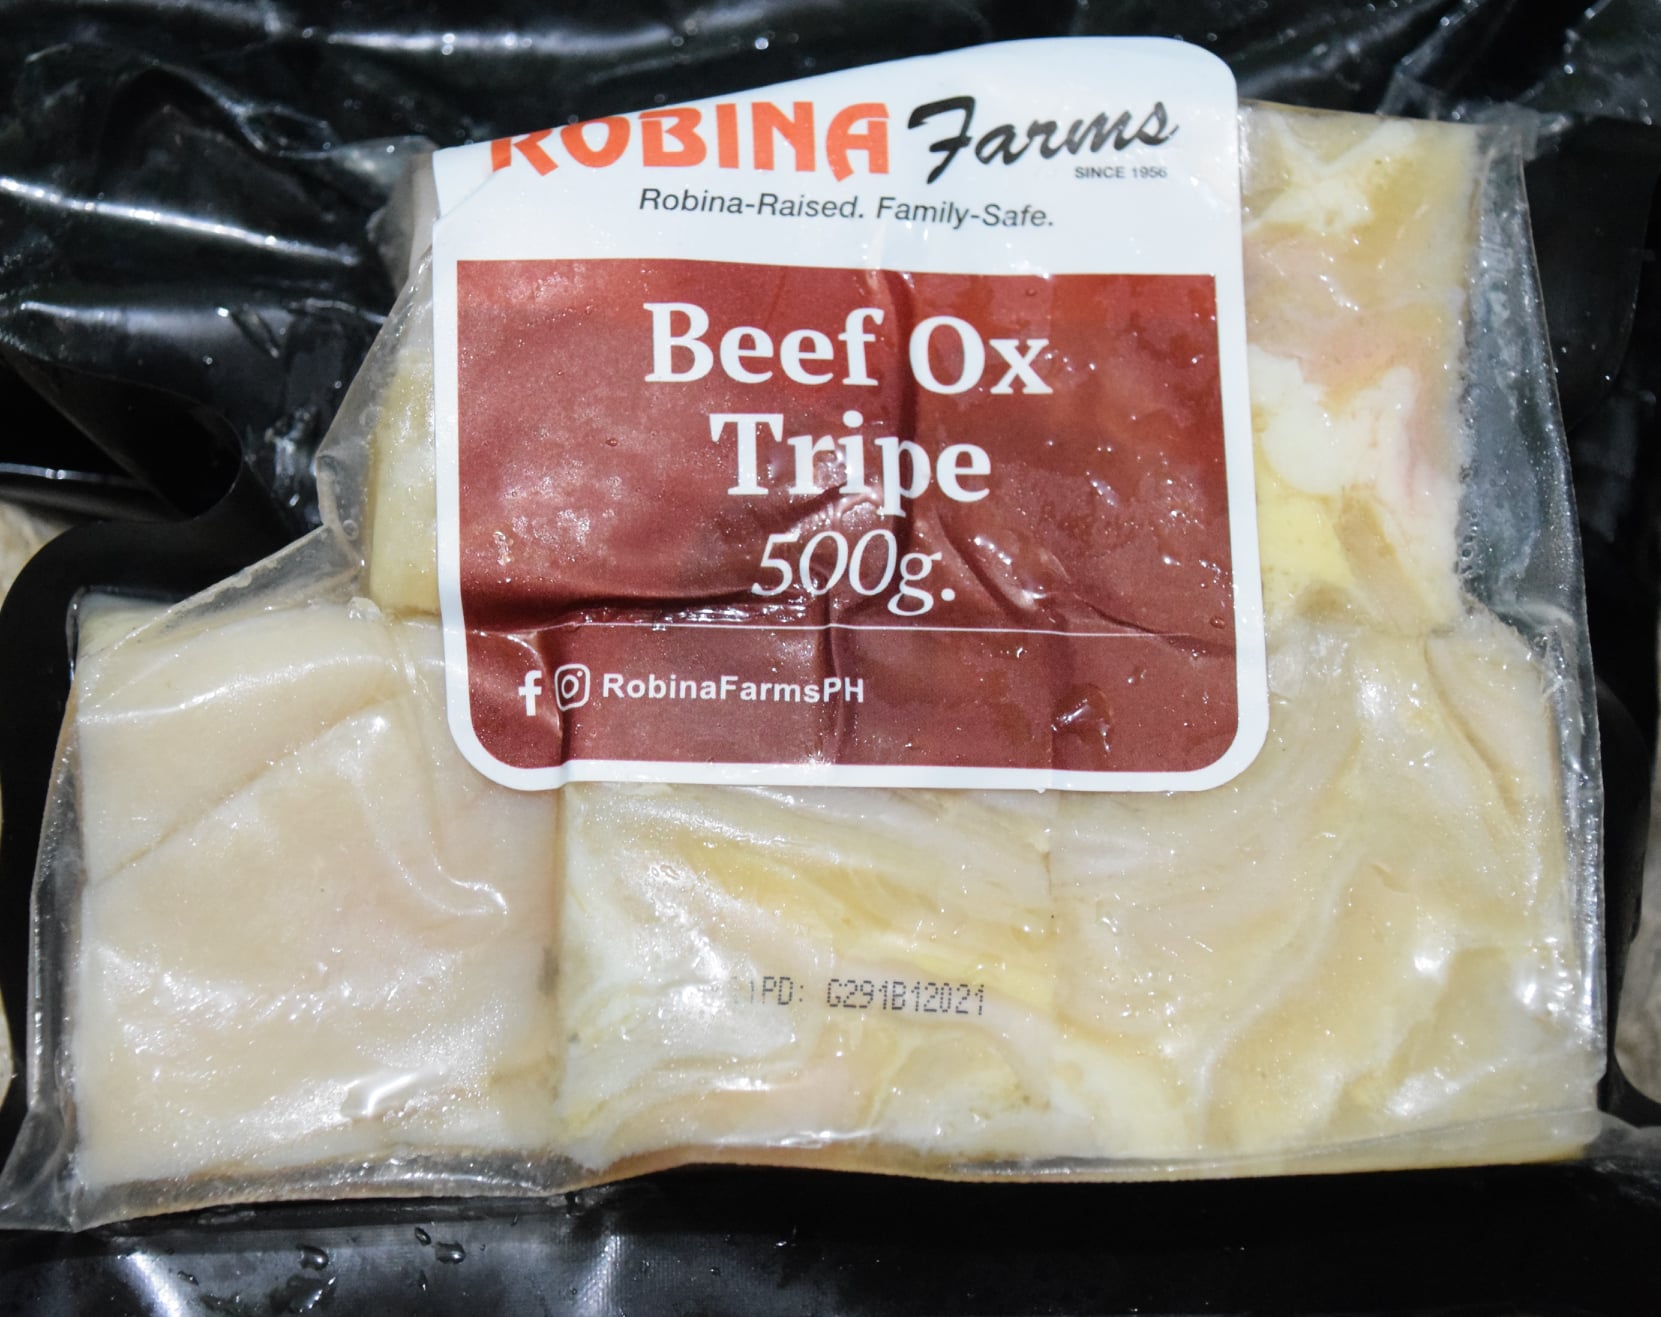 ROBINA Farms
SINCE 1956
Robina-Raised. Family-Safe.
Beef Ox
Tripe
500g.
RobinaFarmsPH
PD: G291B12021